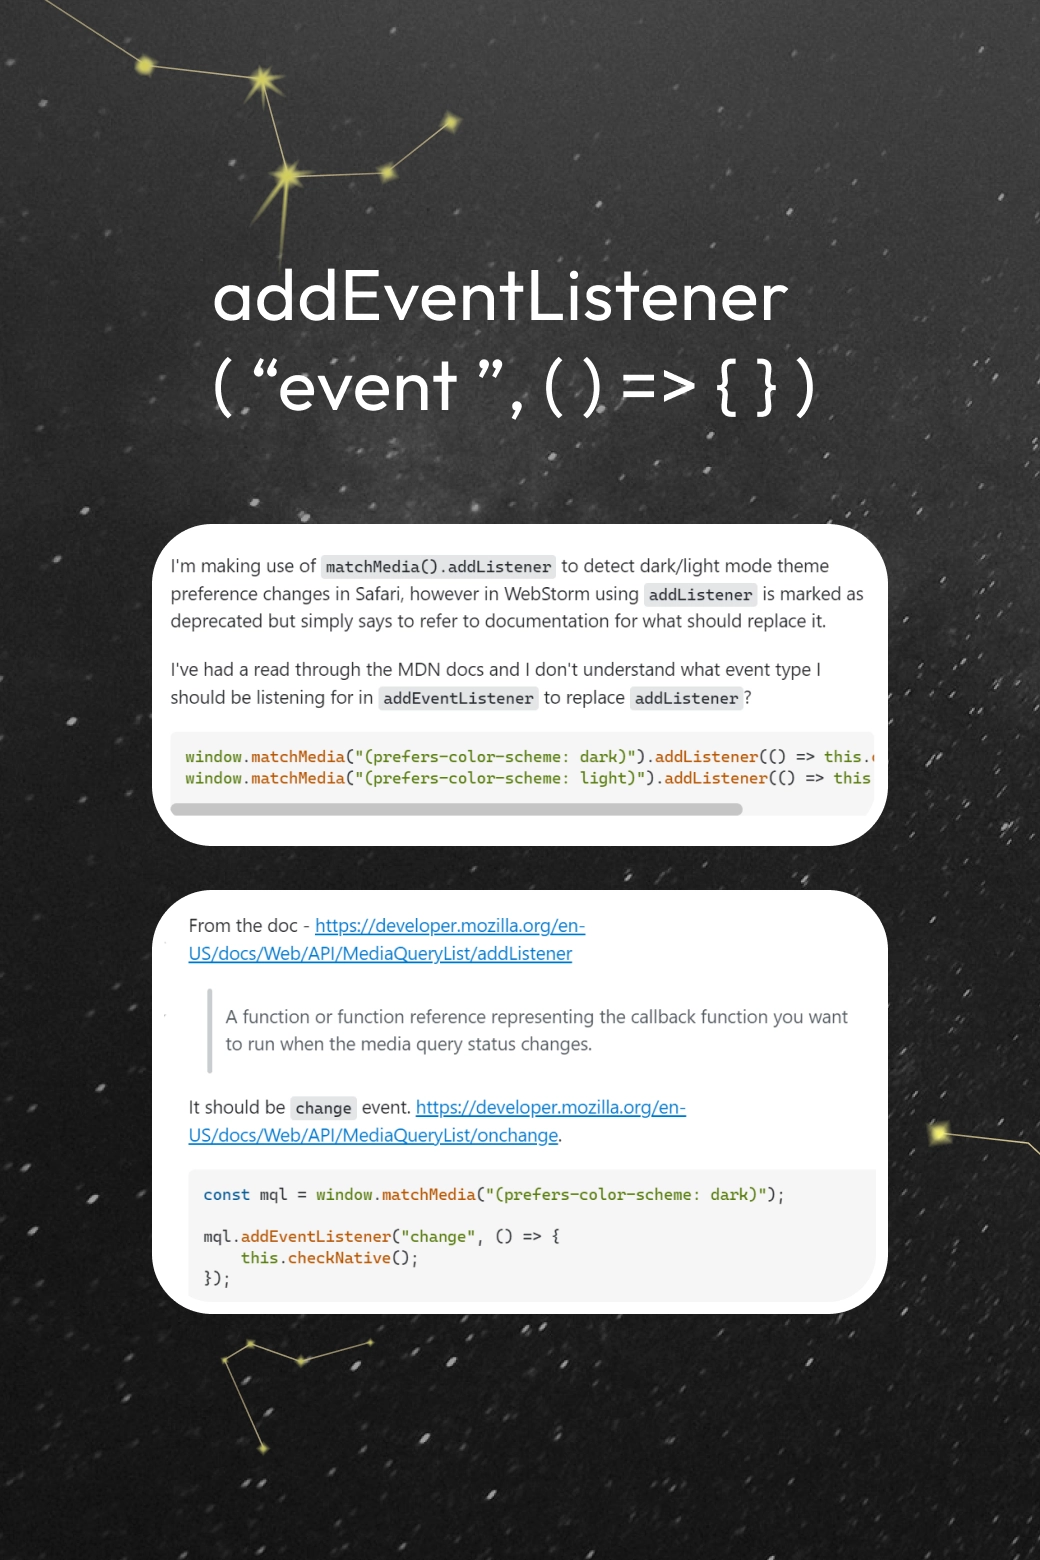 addEventListener
( “event ”, ( ) => { } )
I'm making use of matchMedia().addListener to detect dark/light mode theme
preference changes in Safari, however in WebStorm using addListener is marked as
deprecated but simply says to refer to documentation for what should replace it.
I've had a read through the MDN docs and I don't understand what event type I
should be listening for in addEventListener to replace addListener?
window.matchMedia("(prefers-color-scheme: dark)").addListener(() => this.
window.matchMedia("(prefers-color-scheme: light)").addListener(() => this
From the doc - https://developer.mozilla.org/en-
US/docs/Web/API/MediaQueryList/addListener
A function or function reference representing the callback function you want
to run when the media query status changes.
It should be change event. https://developer.mozilla.org/en-
US/docs/Web/API/MediaQueryList/onchange.
const mql = window.matchMedia("(prefers-color-scheme: dark)");
mql.addEventListener("change", () => {
    this.checkNative();
});